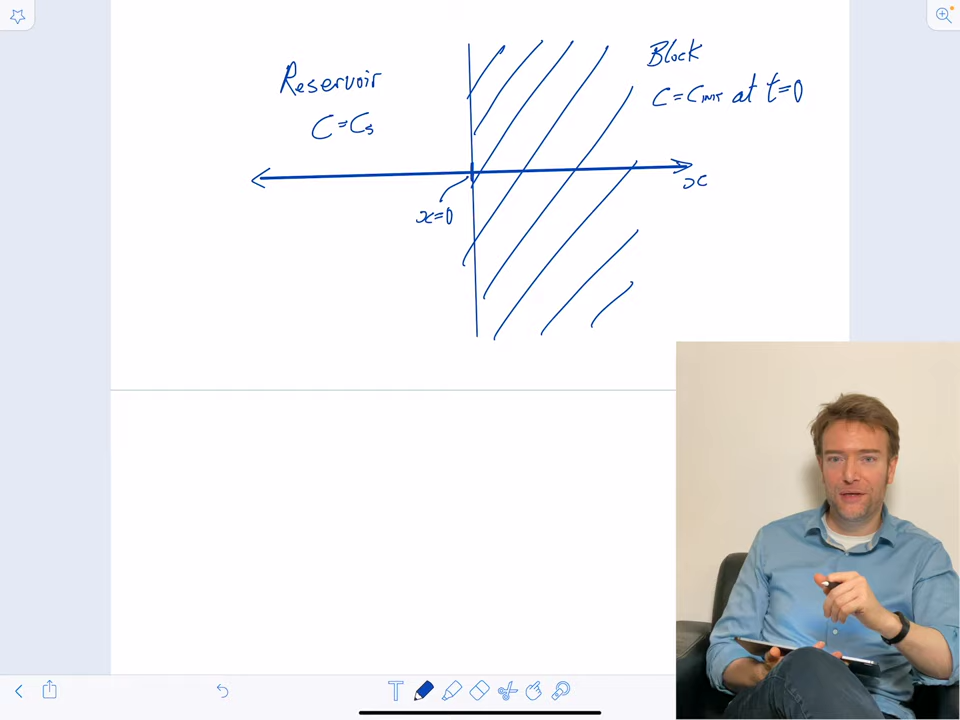 Reservoir
C=Cs
Block
C=CINIT at t=0
x
x=0
T